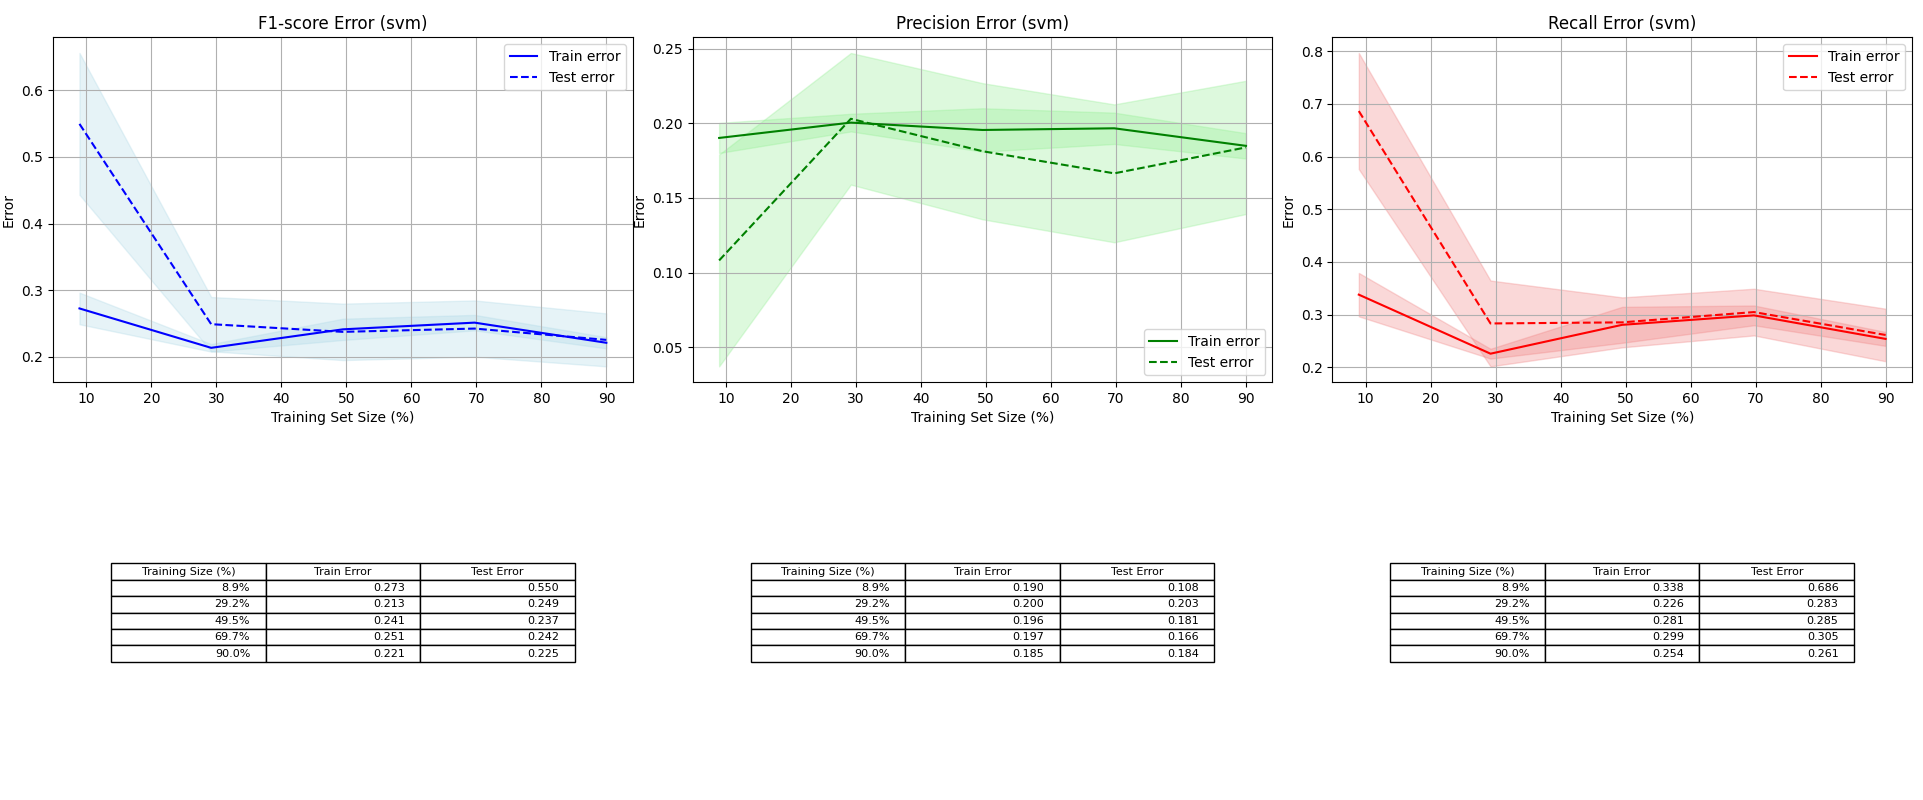 F1-score Error (svm)
Error
0.6
0.5
0.4
0.3
0.2
Train error
Test error
10 20 30 40 50 60 70 80 90
Training Set Size (%)
Precision Error (svm)
Error
0.25
0.20
0.15
0.10
0.05
Train error
Test error
10 20 30 40 50 60 70 80 90
Training Set Size (%)
Recall Error (svm)
Error
0.8
0.7
0.6
0.5
0.4
0.3
0.2
Train error
Test error
10 20 30 40 50 60 70 80 90
Training Set Size (%)
Training Size (%) Train Error Test Error
8.9% 0.273 0.550
29.2% 0.213 0.249
49.5% 0.241 0.237
69.7% 0.251 0.242
90.0% 0.221 0.225
Training Size (%) Train Error Test Error
8.9% 0.190 0.108
29.2% 0.200 0.203
49.5% 0.196 0.181
69.7% 0.197 0.166
90.0% 0.185 0.184
Training Size (%) Train Error Test Error
8.9% 0.338 0.686
29.2% 0.226 0.283
49.5% 0.281 0.285
69.7% 0.299 0.305
90.0% 0.254 0.261